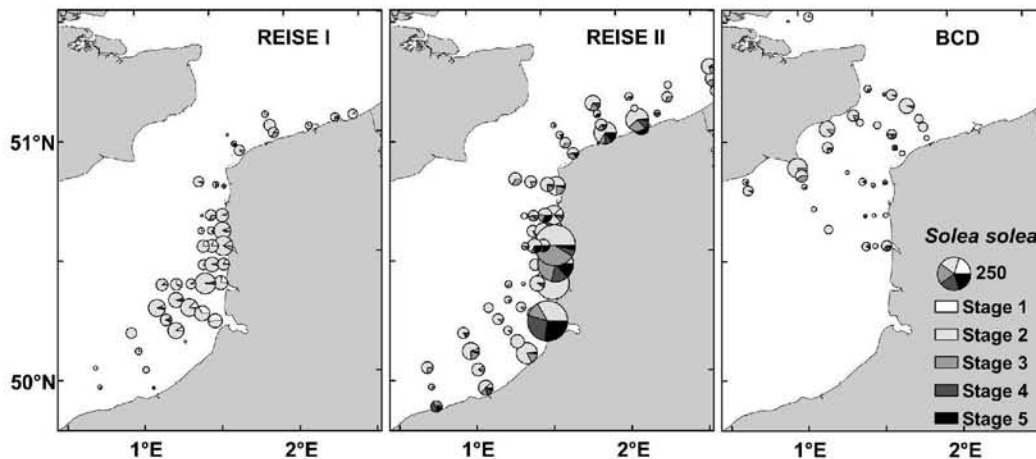 REISE I
REISE II
BCD
51°N
50°N
Solea solea
250
Stage 1
Stage 2
Stage 3
Stage 4
Stage 5
1°E
2°E
1°E
2°E
1°E
2°E